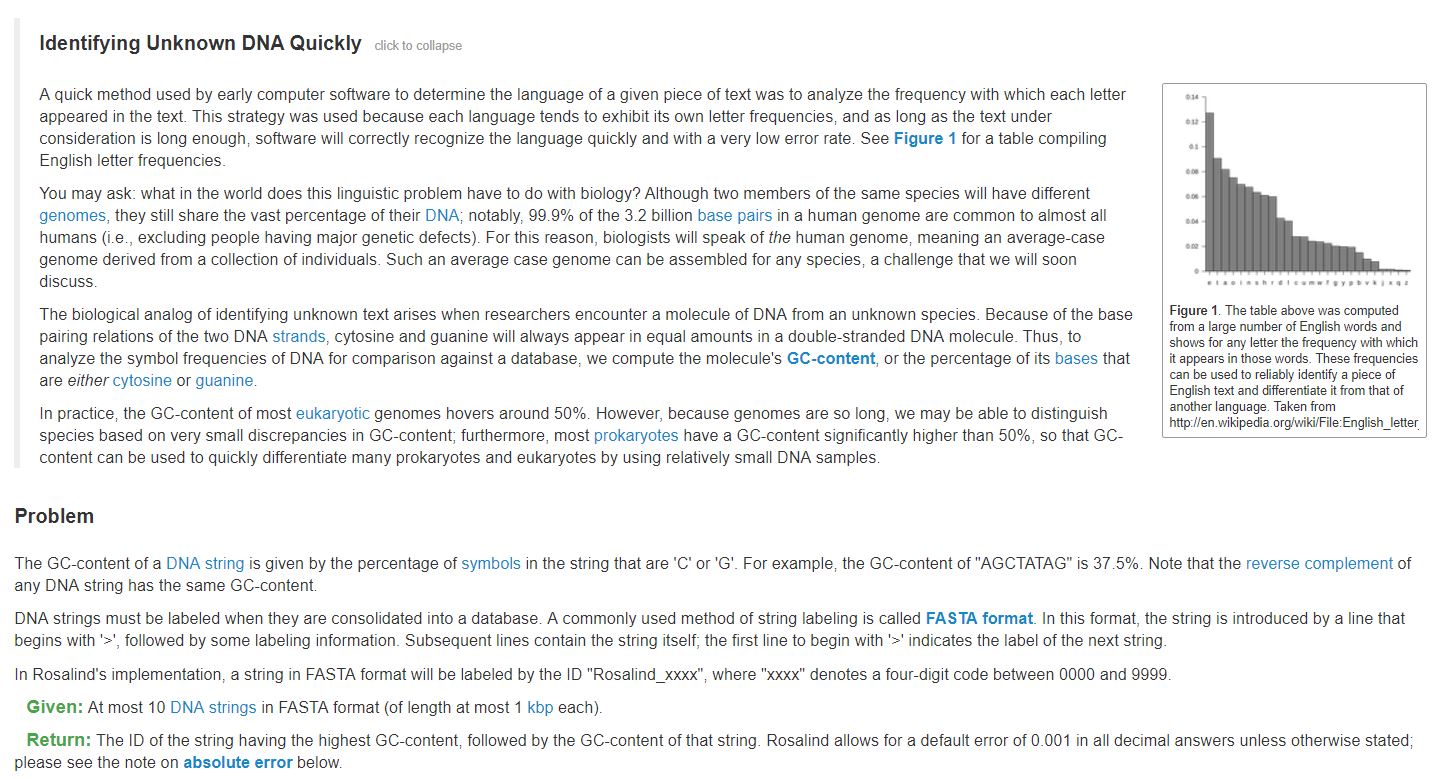 Identifying Unknown DNA Quickly click to collapse
A quick method used by early computer software to determine the language of a given piece of text was to analyze the frequency with which each letter
appeared in the text. This strategy was used because each language tends to exhibit its own letter frequencies, and as long as the text under
consideration is long enough, software will correctly recognize the language quickly and with a very low error rate. See Figure 1 for a table compiling
English letter frequencies.
You may ask: what in the world does this linguistic problem have to do with biology? Although two members of the same species will have different
genomes, they still share the vast percentage of their DNA; notably, 99.9% of the 3.2 billion base pairs in a human genome are common to almost all
humans (i.e., excluding people having major genetic defects). For this reason, biologists will speak of the human genome, meaning an average-case
genome derived from a collection of individuals. Such an average case genome can be assembled for any species, a challenge that we will soon
discuss.
The biological analog of identifying unknown text arises when researchers encounter a molecule of DNA from an unknown species. Because of the base
pairing relations of the two DNA strands, cytosine and guanine will always appear in equal amounts in a double-stranded DNA molecule. Thus, to
analyze the symbol frequencies of DNA for comparison against a database, we compute the molecule's GC-content, or the percentage of its bases that
are either cytosine or guanine.
In practice, the GC-content of most eukaryotic genomes hovers around 50%. However, because genomes are so long, we may be able to distinguish
species based on very small discrepancies in GC-content; furthermore, most prokaryotes have a GC-content significantly higher than 50%, so that GC-
content can be used to quickly differentiate many prokaryotes and eukaryotes by using relatively small DNA samples.
0.14
0.12
0.1
0.08
0.06
0.04
0.02
0
e t a o i n s h r d l c u m w f g y p b v k j x q z
Figure 1. The table above was computed
from a large number of English words and
shows for any letter the frequency with which
it appears in those words. These frequencies
can be used to reliably identify a piece of
English text and differentiate it from that of
another language. Taken from
http://en.wikipedia.org/wiki/File:English_letter_
Problem
The GC-content of a DNA string is given by the percentage of symbols in the string that are 'C' or 'G'. For example, the GC-content of "AGCTATAG" is 37.5%. Note that the reverse complement of
any DNA string has the same GC-content.
DNA strings must be labeled when they are consolidated into a database. A commonly used method of string labeling is called FASTA format. In this format, the string is introduced by a line that
begins with '>', followed by some labeling information. Subsequent lines contain the string itself; the first line to begin with '>' indicates the label of the next string.
In Rosalind's implementation, a string in FASTA format will be labeled by the ID "Rosalind_xxxx", where "xxxx" denotes a four-digit code between 0000 and 9999.
Given: At most 10 DNA strings in FASTA format (of length at most 1 kbp each).
Return: The ID of the string having the highest GC-content, followed by the GC-content of that string. Rosalind allows for a default error of 0.001 in all decimal answers unless otherwise stated;
please see the note on absolute error below.